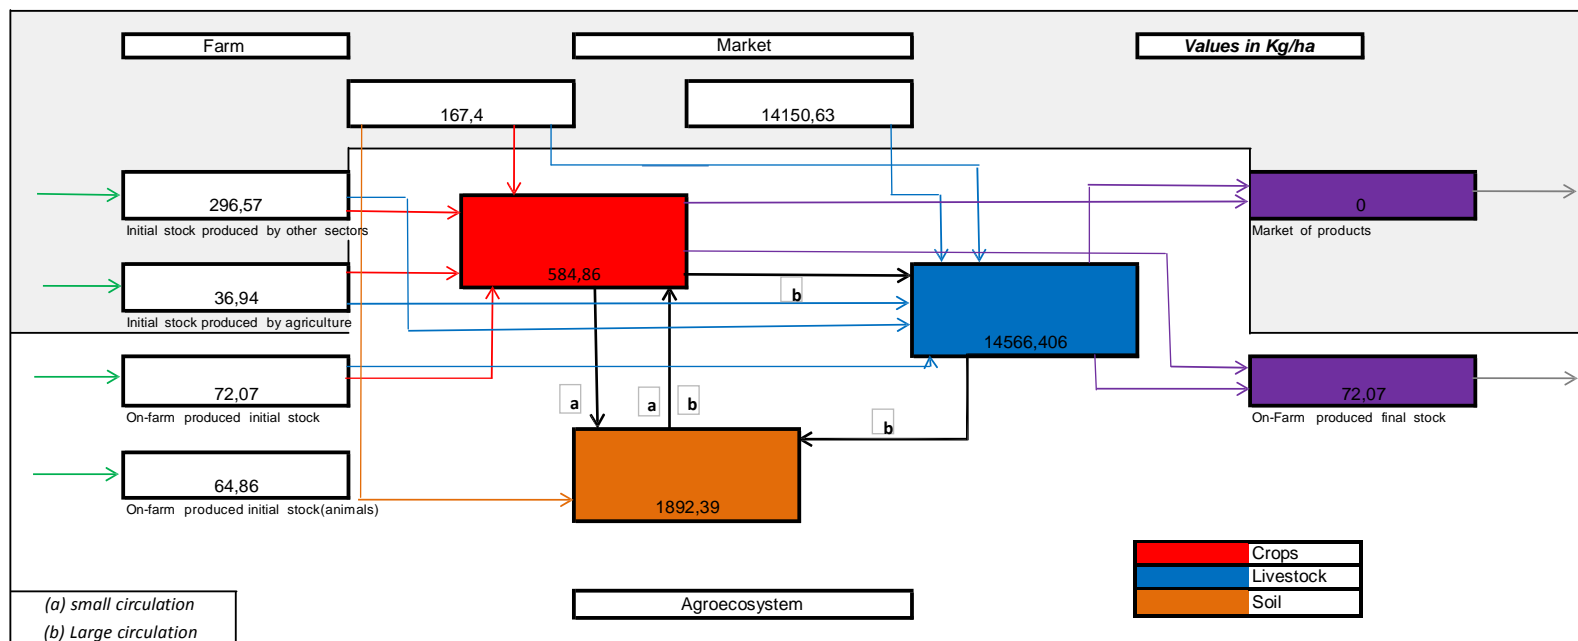 Farm
Market
Values in Kg/ha
167,4
14150,63
296,57
Initial stock produced by other sectors
0
Market of products
584,86
36,94
Initial stock produced by agriculture
b
14566,406
72,07
On-farm produced initial stock
72,07
On-Farm produced final stock
a
a
b
b
64,86
On-farm produced initial stock(animals)
1892,39
Crops
Livestock
Soil
Agroecosystem
(a) small circulation
(b) Large circulation